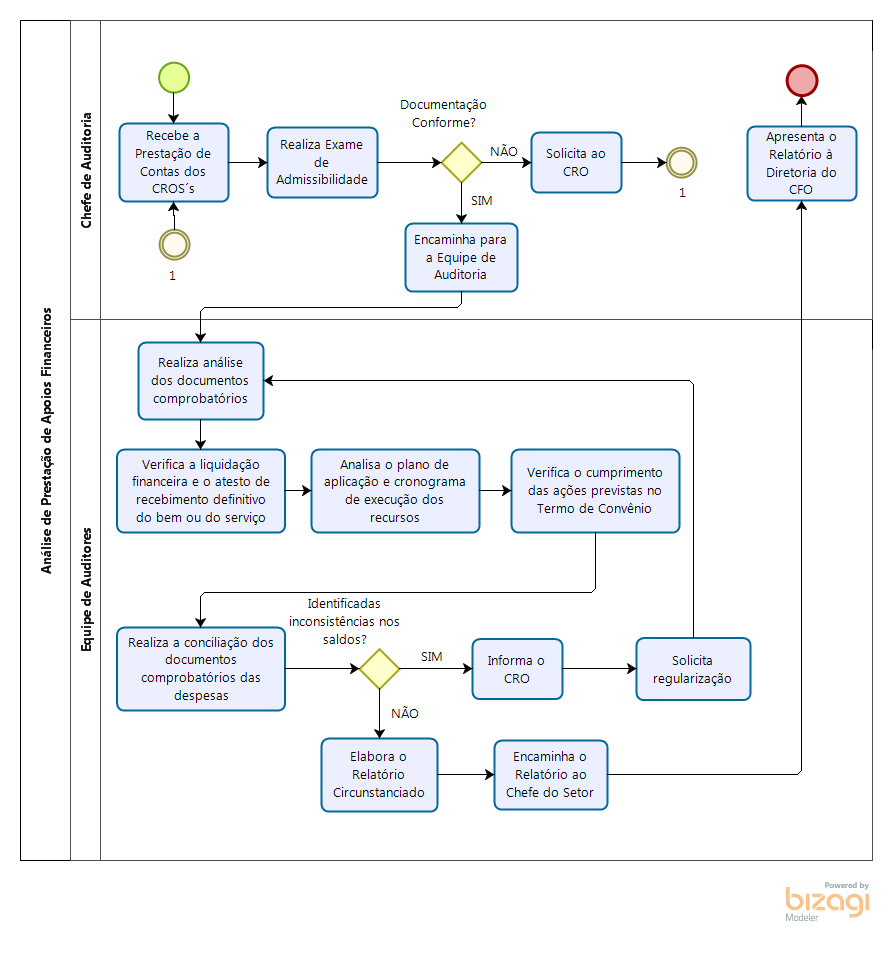 Análise de Prestação de Apoios Financeiros
Chefe de Auditoria
Recebe a
Prestação de
Contas dos
CROS´s
1
Realiza Exame
de
Admissibilidade
Documentação
Conforme?
NÃO
SIM
Solicita ao
CRO
1
Encaminha para
a Equipe de
Auditoria
Apresenta o
Relatório à
Diretoria do
CFO
Equipe de Auditores
Realiza análise
dos documentos
comprobatórios
Verifica a liquidação
financeira e o atesto de
recebimento definitivo
do bem ou do serviço
Analisa o plano de
aplicação e cronograma
de execução dos
recursos
Verifica o cumprimento
das ações previstas no
Termo de Convênio
Realiza a conciliação dos
documentos
comprobatórios das
despesas
Identificadas
inconsistências nos
saldos?
SIM
Informa o
CRO
Solicita
regularização
NÃO
Elabora o
Relatório
Circunstanciado
Encaminha o
Relatório ao
Chefe do Setor
Powered by
bizagi
Modeler